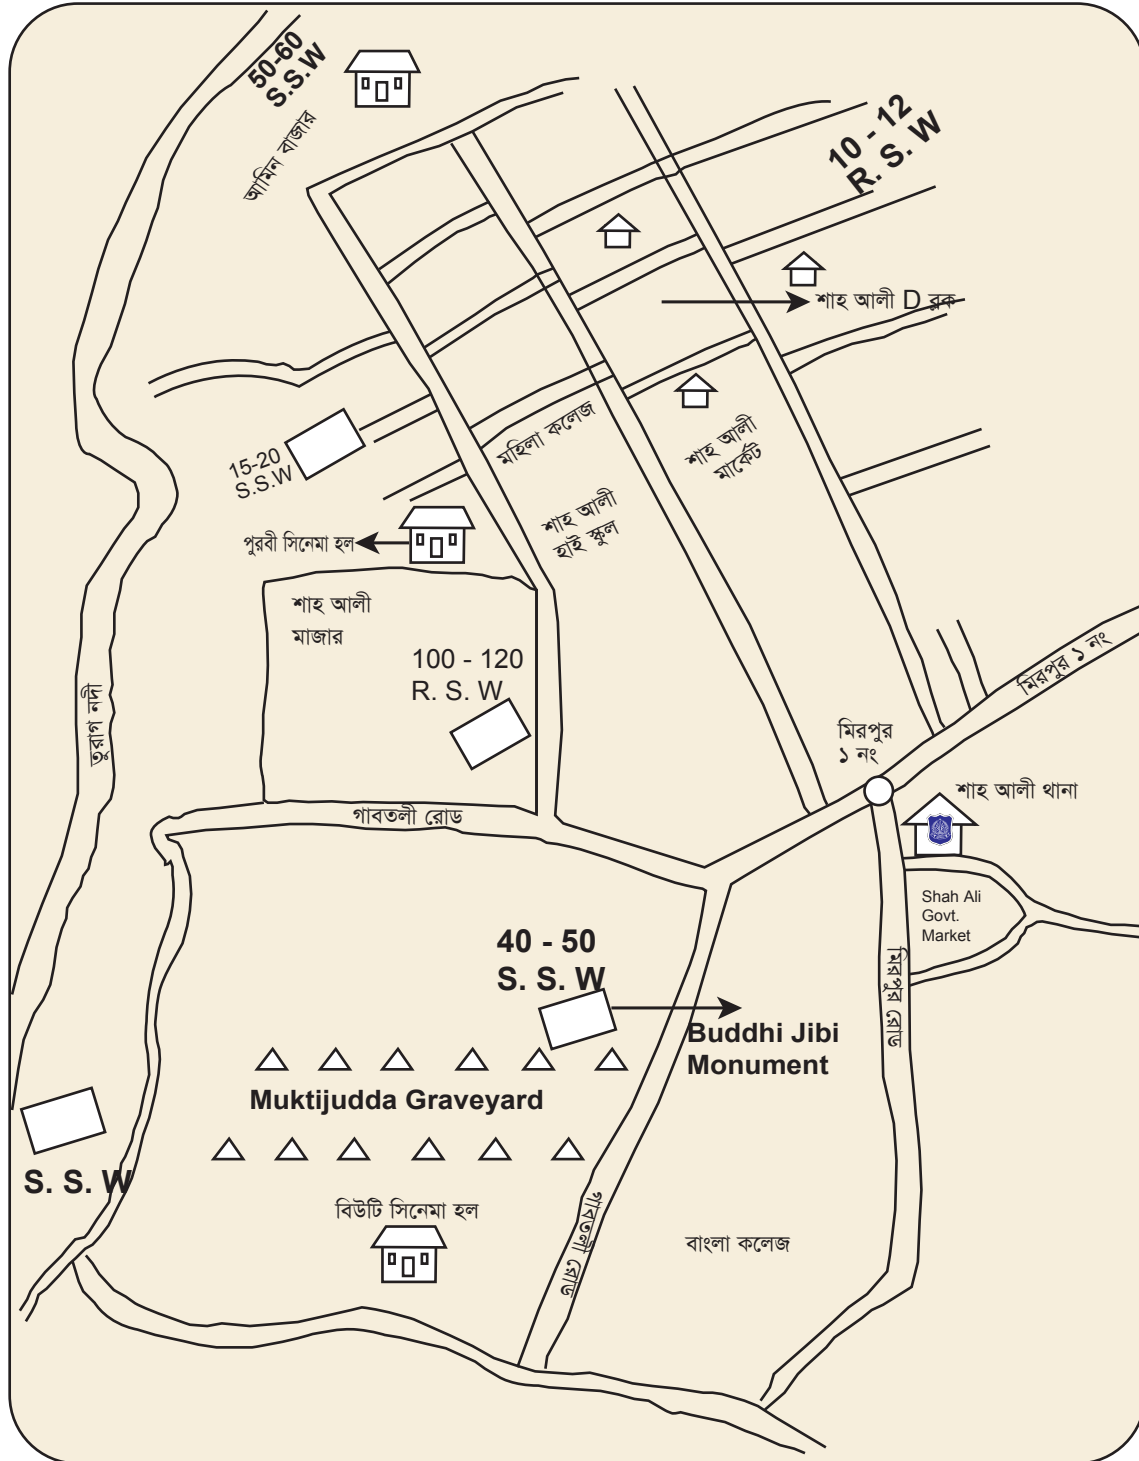 50-60
S.S.W
আমিন বাজার
10 - 12
R. S. W
শাহ আলী D ব্লক
মহিলা কলেজ
শাহ আলী
মার্কেট
15-20
S.S.W
শাহ আলী
হাই স্কুল
পুরবী সিনেমা হল
শাহ আলী
মাজার
100 - 120
R. S. W
তুরাগ নদী
মিরপুর ১ নং
মিরপুর
১ নং
শাহ আলী থানা
গাবতলী রোড
Shah Ali
Govt.
Market
40 - 50
S. S. W
মিরপুর রোড
Buddhi Jibi
Monument
Muktijudda Graveyard
S. S. W
বিউটি সিনেমা হল
গাবতলী রোড
বাংলা কলেজ